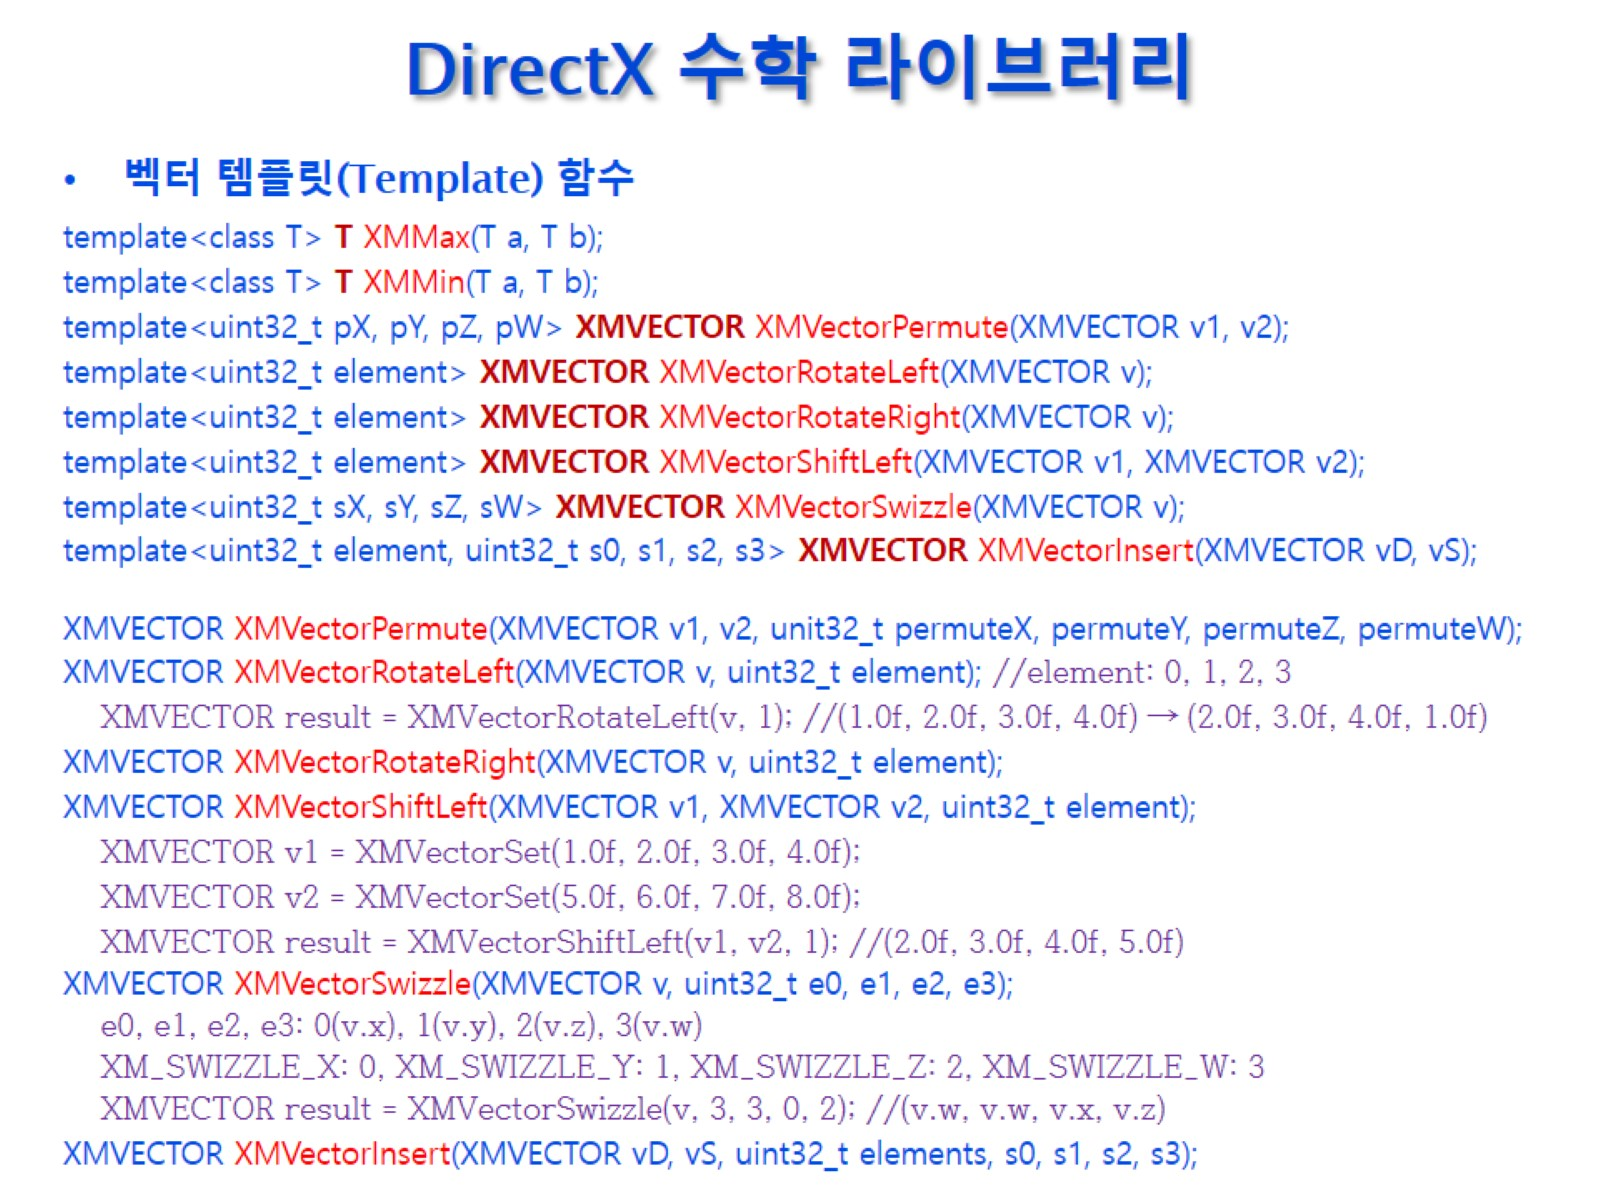 DirectX 수학 라이브러리
• 벡터 템플릿(Template) 함수
template<class T> T XMMax(T a, T b);
template<class T> T XMMin(T a, T b);
template<uint32_t pX, pY, pZ, pW> XMVECTOR XMVectorPermute(XMVECTOR v1, v2);
template<uint32_t element> XMVECTOR XMVectorRotateLeft(XMVECTOR v);
template<uint32_t element> XMVECTOR XMVectorRotateRight(XMVECTOR v);
template<uint32_t element> XMVECTOR XMVectorShiftLeft(XMVECTOR v1, XMVECTOR v2);
template<uint32_t sX, sY, sZ, sW> XMVECTOR XMVectorSwizzle(XMVECTOR v);
template<uint32_t element, uint32_t s0, s1, s2, s3> XMVECTOR XMVectorInsert(XMVECTOR vD, vS);
XMVECTOR XMVectorPermute(XMVECTOR v1, v2, unit32_t permuteX, permuteY, permuteZ, permuteW);
XMVECTOR XMVectorRotateLeft(XMVECTOR v, uint32_t element); //element: 0, 1, 2, 3
XMVECTOR result = XMVectorRotateLeft(v, 1); //(1.0f, 2.0f, 3.0f, 4.0f) → (2.0f, 3.0f, 4.0f, 1.0f)
XMVECTOR XMVectorRotateRight(XMVECTOR v, uint32_t element);
XMVECTOR XMVectorShiftLeft(XMVECTOR v1, XMVECTOR v2, uint32_t element);
XMVECTOR v1 = XMVectorSet(1.0f, 2.0f, 3.0f, 4.0f);
XMVECTOR v2 = XMVectorSet(5.0f, 6.0f, 7.0f, 8.0f);
XMVECTOR result = XMVectorShiftLeft(v1, v2, 1); //(2.0f, 3.0f, 4.0f, 5.0f)
XMVECTOR XMVectorSwizzle(XMVECTOR v, uint32_t e0, e1, e2, e3);
e0, e1, e2, e3: 0(v.x), 1(v.y), 2(v.z), 3(v.w)
XM_SWIZZLE_X: 0, XM_SWIZZLE_Y: 1, XM_SWIZZLE_Z: 2, XM_SWIZZLE_W: 3
XMVECTOR result = XMVectorSwizzle(v, 3, 3, 0, 2); //(v.w, v.w, v.x, v.z)
XMVECTOR XMVectorInsert(XMVECTOR vD, vS, uint32_t elements, s0, s1, s2, s3);